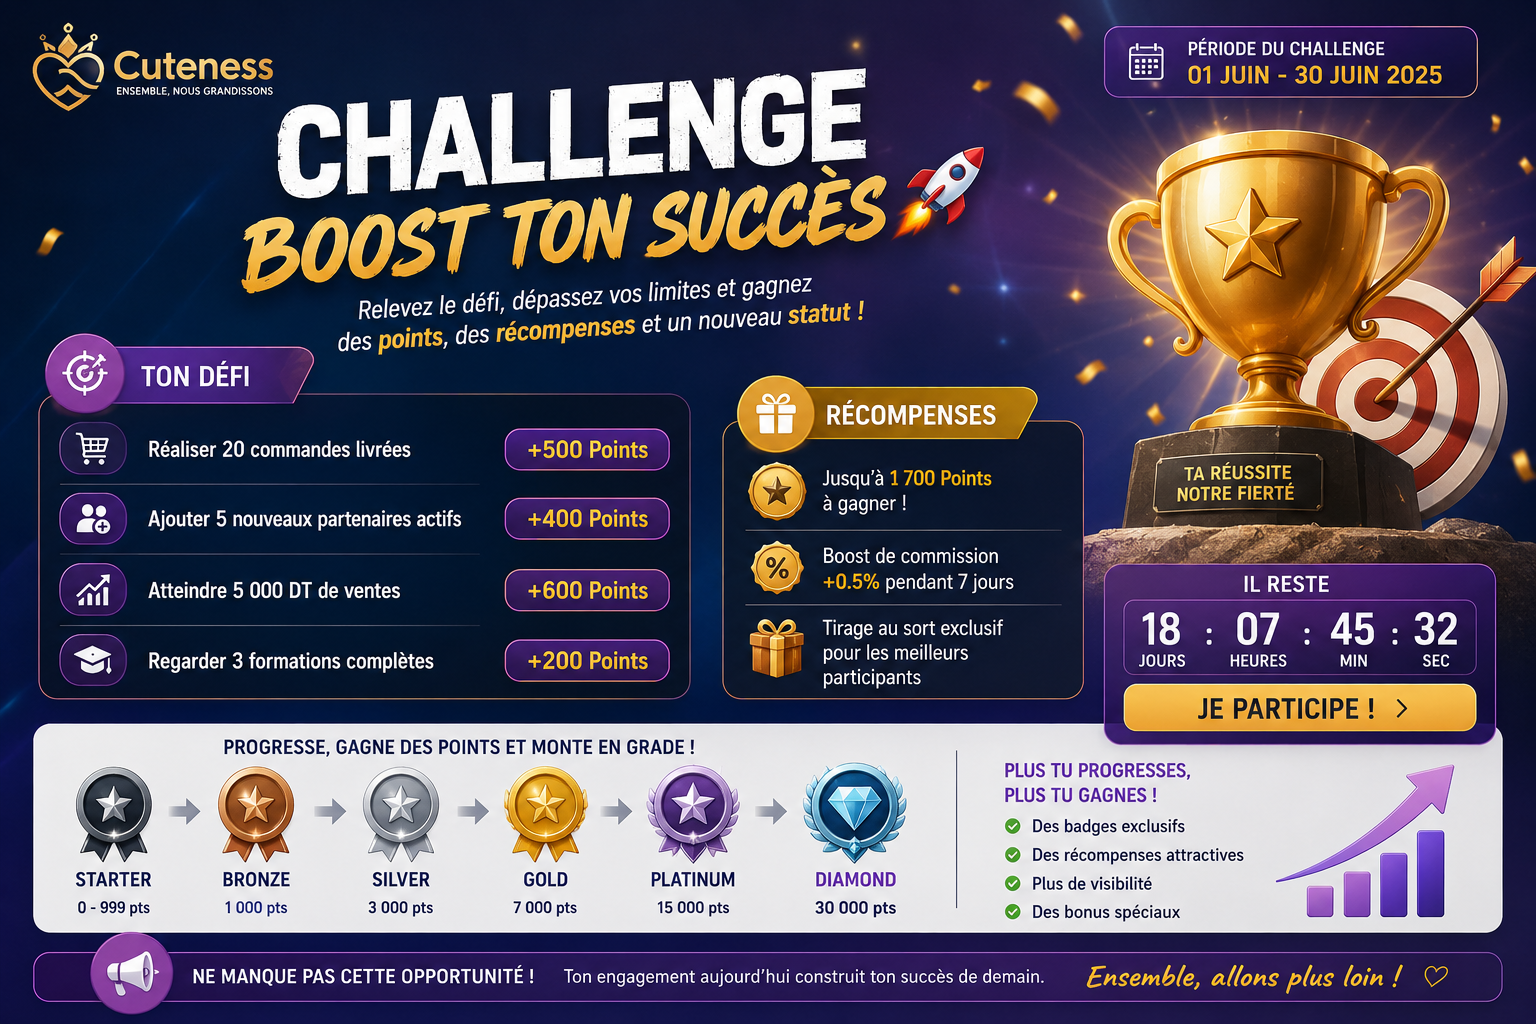 Cuteness
ENSEMBLE, NOUS GRANDISSONS
PÉRIODE DU CHALLENGE
01 JUIN - 30 JUIN 2025
CHALLENGE
BOOST TON SUCCÈS
Relevez le défi, dépassez vos limites et gagnez
des points, des récompenses et un nouveau statut !
TON DÉFI
Réaliser 20 commandes livrées
+500 Points
Ajouter 5 nouveaux partenaires actifs
+400 Points
Atteindre 5 000 DT de ventes
+600 Points
Regarder 3 formations complètes
+200 Points
RÉCOMPENSES
Jusqu'à 1 700 Points
à gagner !
Boost de commission
+0.5% pendant 7 jours
Tirage au sort exclusif
pour les meilleurs
participants
TA RÉUSSITE
NOTRE FIERTÉ
IL RESTE
18 : 07 : 45 : 32
JOURS HEURES MIN SEC
JE PARTICIPE !
PROGRESSE, GAGNE DES POINTS ET MONTE EN GRADE !
STARTER
0 - 999 pts
BRONZE
1 000 pts
SILVER
3 000 pts
GOLD
7 000 pts
PLATINUM
15 000 pts
DIAMOND
30 000 pts
PLUS TU PROGRESSES,
PLUS TU GAGNES !
Des badges exclusifs
Des récompenses attractives
Plus de visibilité
Des bonus spéciaux
NE MANQUE PAS CETTE OPPORTUNITÉ !
Ton engagement aujourd'hui construit ton succès de demain.
Ensemble, allons plus loin !